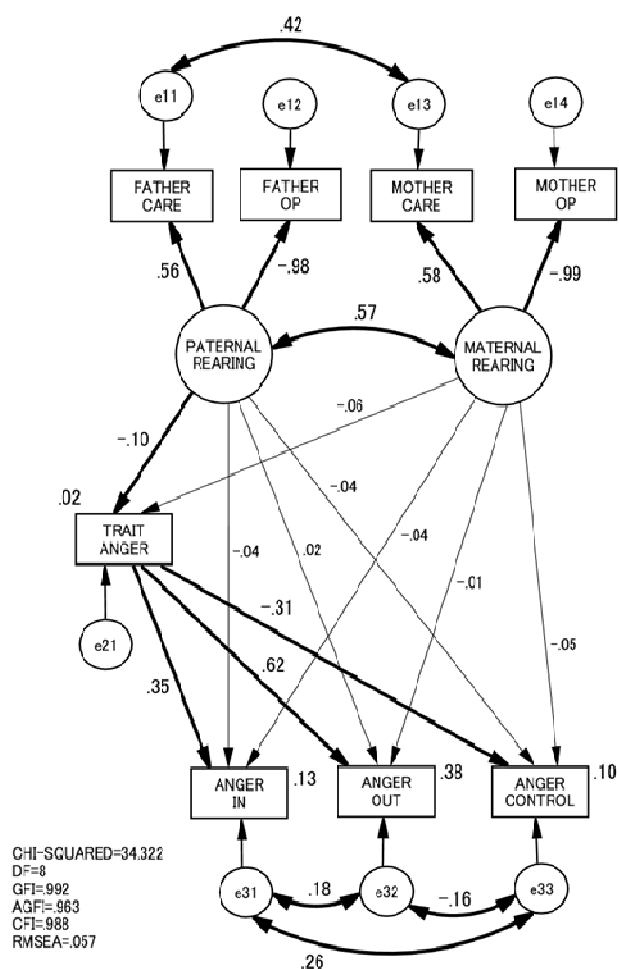 .42
e11
e12
e13
e14
FATHER
CARE
FATHER
OP
MOTHER
CARE
MOTHER
OP
.56
-.98
.58
-.99
.57
PATERNAL
REARING
MATERNAL
REARING
-.06
-.10
.02
-.04
TRAIT
ANGER
-.04
.02
-.04
-.01
-.31
e21
.62
-.05
.35
ANGER
IN
.13
ANGER
OUT
.38
ANGER
CONTROL
.10
CHI-SQUARED=34.322
DF=8
GFI=.992
AGFI=.963
CFI=.988
RMSEA=.057
e31
.18
e32
-.16
e33
.26